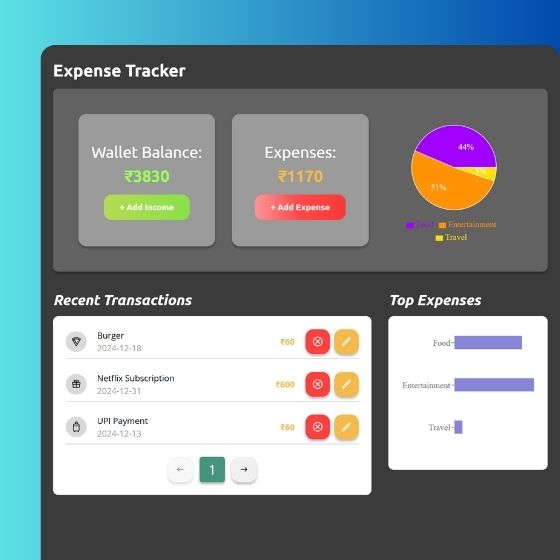 Expense Tracker
Wallet Balance:
₹3830
+ Add Income
Expenses:
₹1170
+ Add Expense
44%
5%
51%
Food Entertainment
Travel
Recent Transactions
Burger
2024-12-18
₹60
Netflix Subscription
2024-12-31
₹600
UPI Payment
2024-12-13
₹60
← 1 →
Top Expenses
Food
Entertainment
Travel